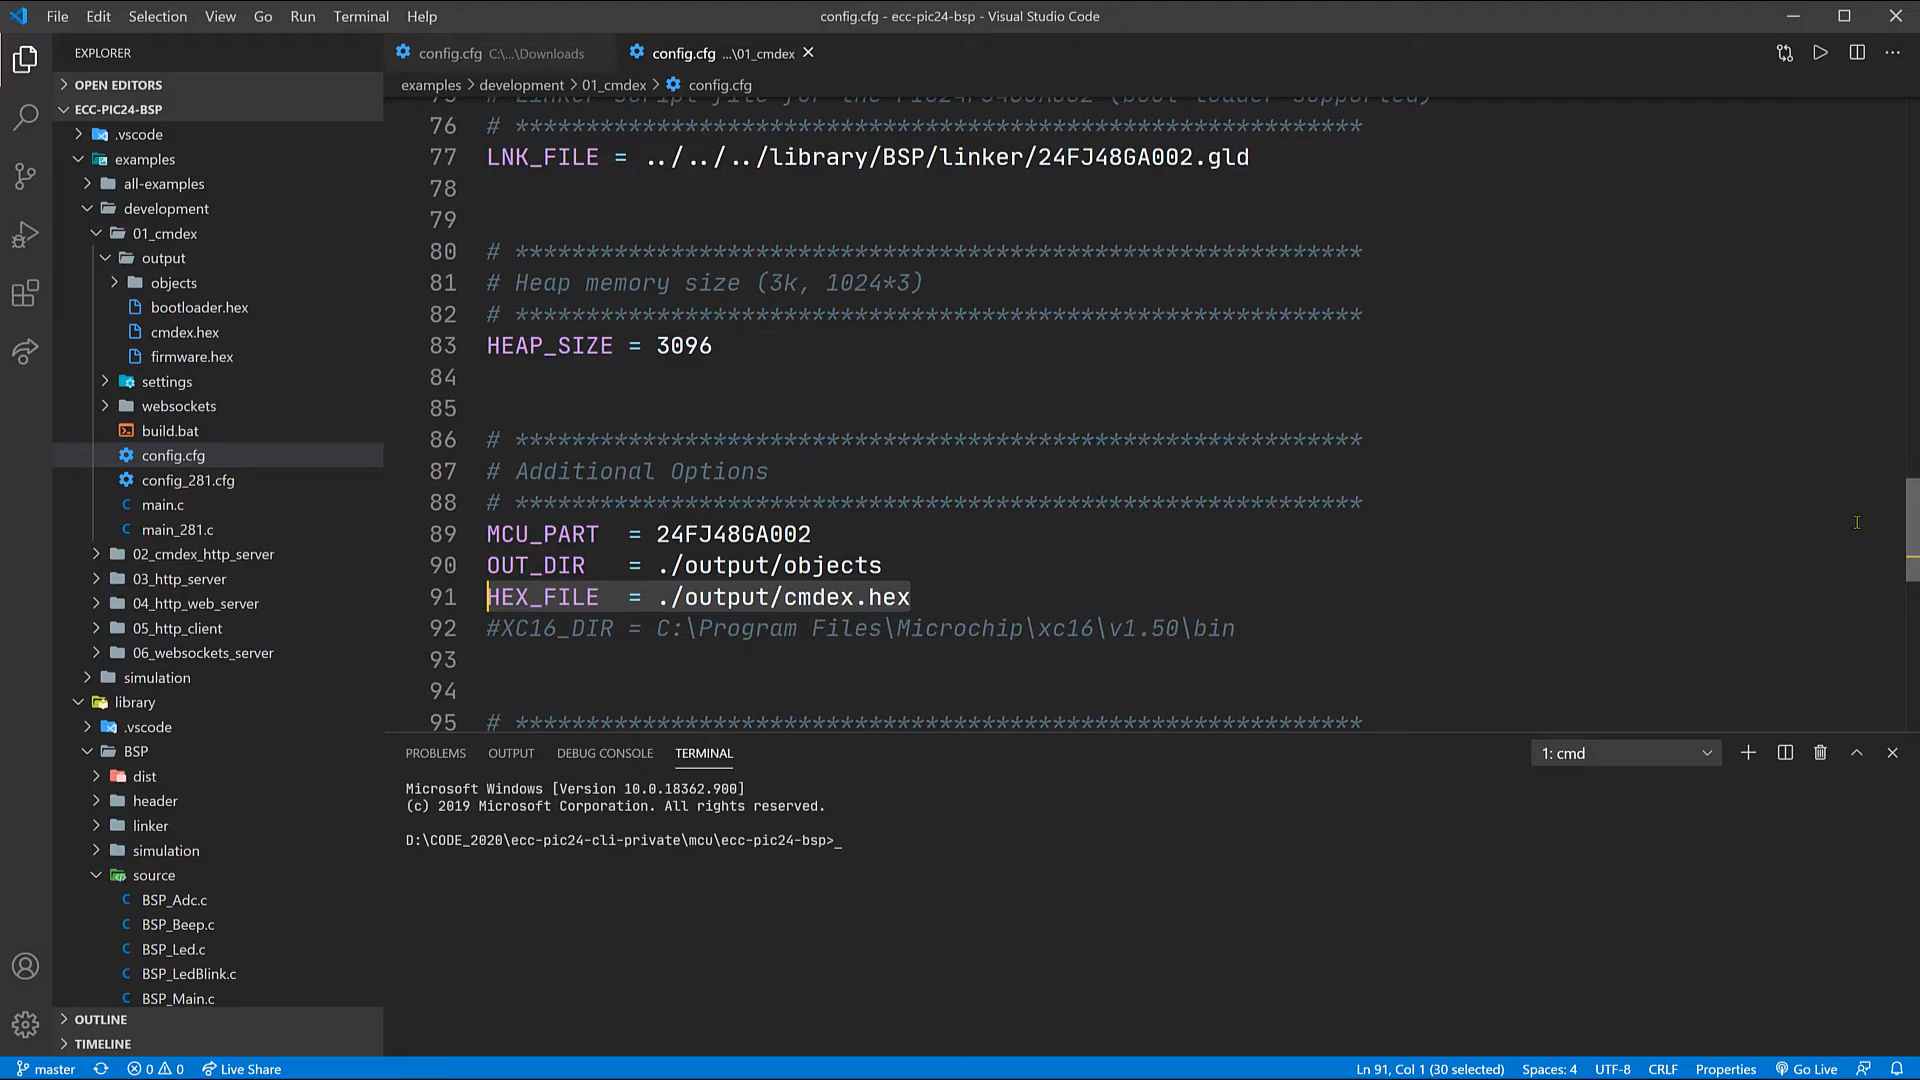 File Edit Selection View Go Run Terminal Help
config.cfg - ecc-pic24-bsp - Visual Studio Code
EXPLORER
OPEN EDITORS
ECC-PIC24-BSP
.vscode
examples
all-examples
development
01_cmdex
output
objects
bootloader.hex
cmdex.hex
firmware.hex
settings
websockets
build.bat
config.cfg
config_281.cfg
main.c
main_281.c
02_cmdex_http_server
03_http_server
04_http_web_server
05_http_client
06_websockets_server
simulation
library
.vscode
BSP
dist
header
linker
simulation
source
BSP_Adc.c
BSP_Beep.c
BSP_Led.c
BSP_LedBlink.c
BSP_Main.c
OUTLINE
TIMELINE
config.cfg C:\...\Downloads
config.cfg ...\01_cmdex
examples > development > 01_cmdex > config.cfg
76 # ************************************************************
77 LNK_FILE = ../../../library/BSP/linker/24FJ48GA002.gld
78
79
80 # ************************************************************
81 # Heap memory size (3k, 1024*3)
82 # ************************************************************
83 HEAP_SIZE = 3096
84
85
86 # ************************************************************
87 # Additional Options
88 # ************************************************************
89 MCU_PART = 24FJ48GA002
90 OUT_DIR = ./output/objects
91 HEX_FILE = ./output/cmdex.hex
92 #XC16_DIR = C:\Program Files\Microchip\xc16\v1.50\bin
93
94
95 # ************************************************************
PROBLEMS OUTPUT DEBUG CONSOLE TERMINAL
1: cmd
Microsoft Windows [Version 10.0.18362.900]
(c) 2019 Microsoft Corporation. All rights reserved.
D:\CODE_2020\ecc-pic24-cli-private\mcu\ecc-pic24-bsp>_
master 0 0 Live Share
Ln 91, Col 1 (30 selected) Spaces: 4 UTF-8 CRLF Properties Go Live